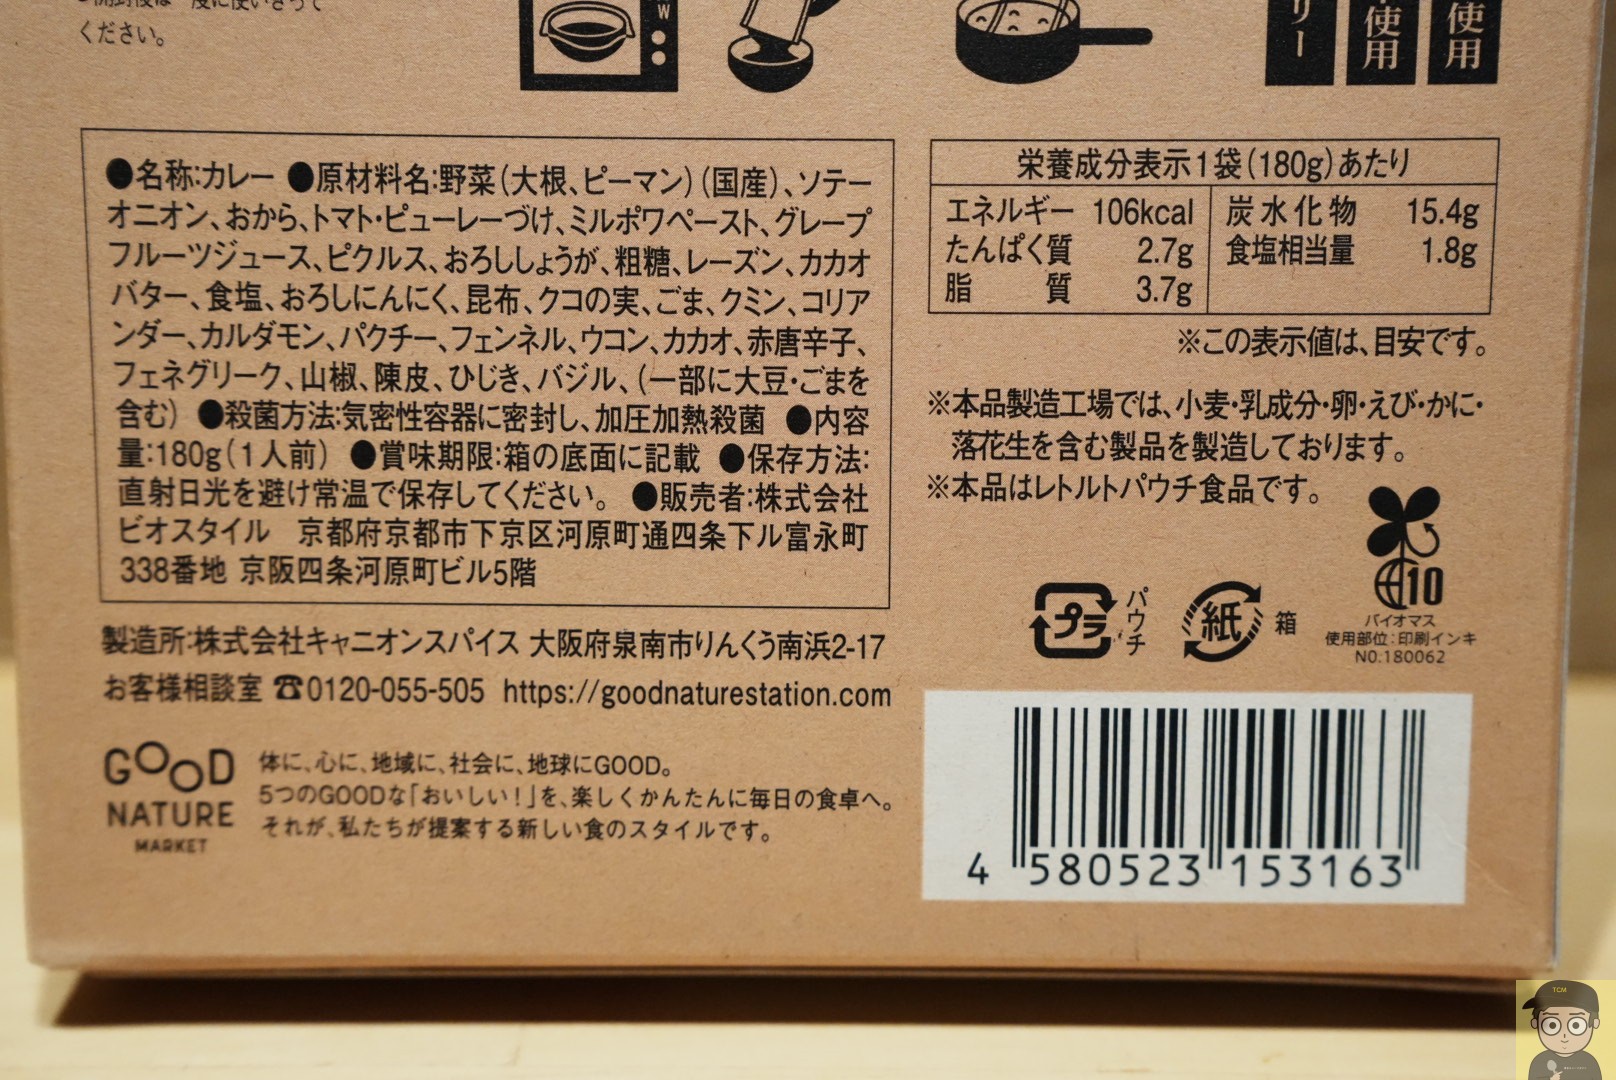 ください。
W
リー
使用
使用
●名称:カレー ●原材料名:野菜(大根、ピーマン)(国産)、ソテー
オニオン、おから、トマト・ピューレーづけ、ミルポワペースト、グレープ
フルーツジュース、ピクルス、おろししょうが、粗糖、レーズン、カカオ
バター、食塩、おろしにんにく、昆布、クコの実、ごま、クミン、コリア
ンダー、カルダモン、パクチー、フェンネル、ウコン、カカオ、赤唐辛子、
フェネグリーク、山椒、陳皮、ひじき、バジル、(一部に大豆・ごまを
含む) ●殺菌方法:気密性容器に密封し、加圧加熱殺菌 ●内容
量:180g(1人前) ●賞味期限:箱の底面に記載 ●保存方法:
直射日光を避け常温で保存してください。 ●販売者:株式会社
ビオスタイル 京都府京都市下京区河原町通四条下ル富永町
338番地 京阪四条河原町ビル5階
製造所:株式会社キャニオンスパイス 大阪府泉南市りんくう南浜2-17
お客様相談室 ☎0120-055-505 https://goodnaturestation.com
GOOD
NATURE
MARKET
体に、心に、地域に、社会に、地球にGOOD。
5つのGOODな「おいしい!」を、楽しくかんたんに毎日の食卓へ。
それが、私たちが提案する新しい食のスタイルです。
栄養成分表示1袋(180g)あたり
エネルギー 106kcal 炭水化物 15.4g
たんぱく質 2.7g 食塩相当量 1.8g
脂質 3.7g
※この表示値は、目安です。
※本品製造工場では、小麦・乳成分・卵・えび・かに・
落花生を含む製品を製造しております。
※本品はレトルトパウチ食品です。
プラ
パウチ
紙
箱
10
バイオマス
使用部位:印刷インキ
NO.180062
4 580523 153163
TCM